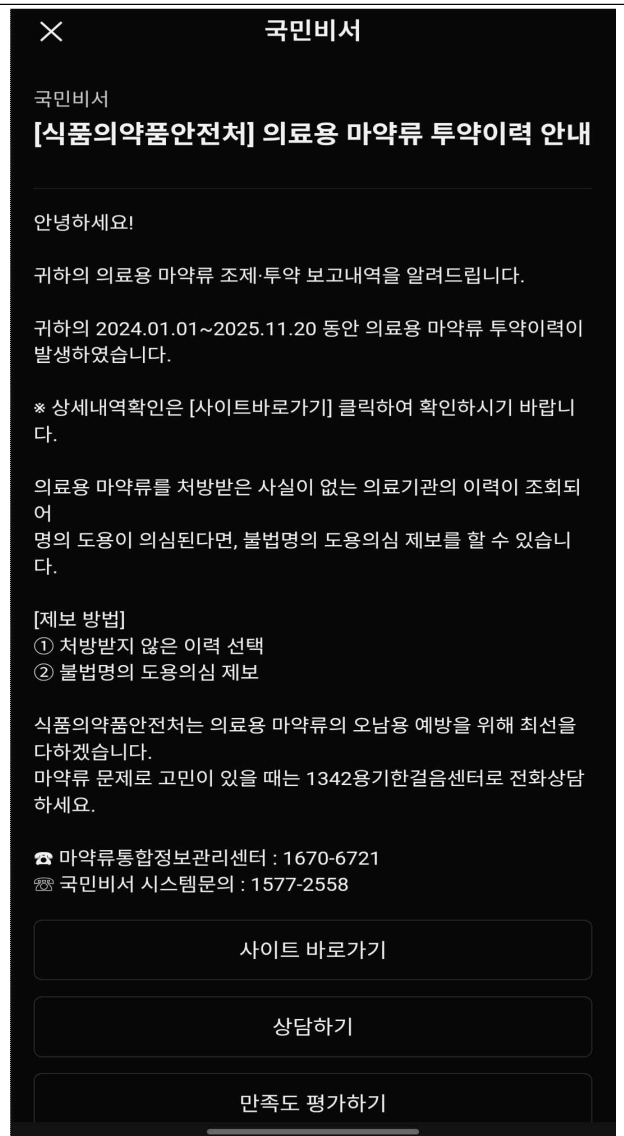 국민비서
국민비서
[식품의약품안전처] 의료용 마약류 투약이력 안내
안녕하세요!
귀하의 의료용 마약류 조제·투약 보고내역을 알려드립니다.
귀하의 2024.01.01~2025.11.20 동안 의료용 마약류 투약이력이
발생하였습니다.
※ 상세내역확인은 [사이트바로가기] 클릭하여 확인하시기 바랍니
다.
의료용 마약류를 처방받은 사실이 없는 의료기관의 이력이 조회되
어
명의 도용이 의심된다면, 불법명의 도용의심 제보를 할 수 있습니
다.
[제보 방법]
① 처방받지 않은 이력 선택
② 불법명의 도용의심 제보
식품의약품안전처는 의료용 마약류의 오남용 예방을 위해 최선을
다하겠습니다.
마약류 문제로 고민이 있을 때는 1342용기한걸음센터로 전화상담
하세요.
☎ 마약류통합정보관리센터 : 1670-6721
☏ 국민비서 시스템문의 : 1577-2558
사이트 바로가기
상담하기
만족도 평가하기